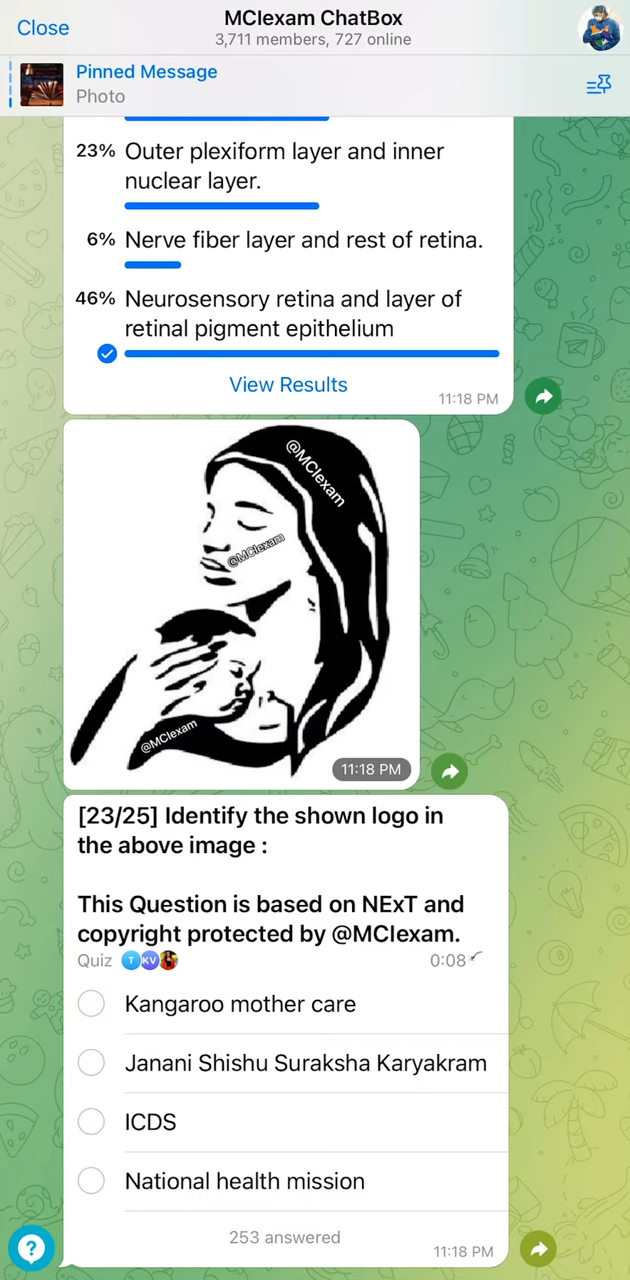 Close
MCIexam ChatBox
3,711 members, 727 online
Pinned Message
Photo
23% Outer plexiform layer and inner
nuclear layer.
6% Nerve fiber layer and rest of retina.
46% Neurosensory retina and layer of
retinal pigment epithelium
View Results
11:18 PM
@MCIexam
@MCIexam
@MCIexam
11:18 PM
[23/25] Identify the shown logo in
the above image :
This Question is based on NExT and
copyright protected by @MCIexam.
Quiz T KV 0:08
Kangaroo mother care
Janani Shishu Suraksha Karyakram
ICDS
National health mission
253 answered
11:18 PM
?